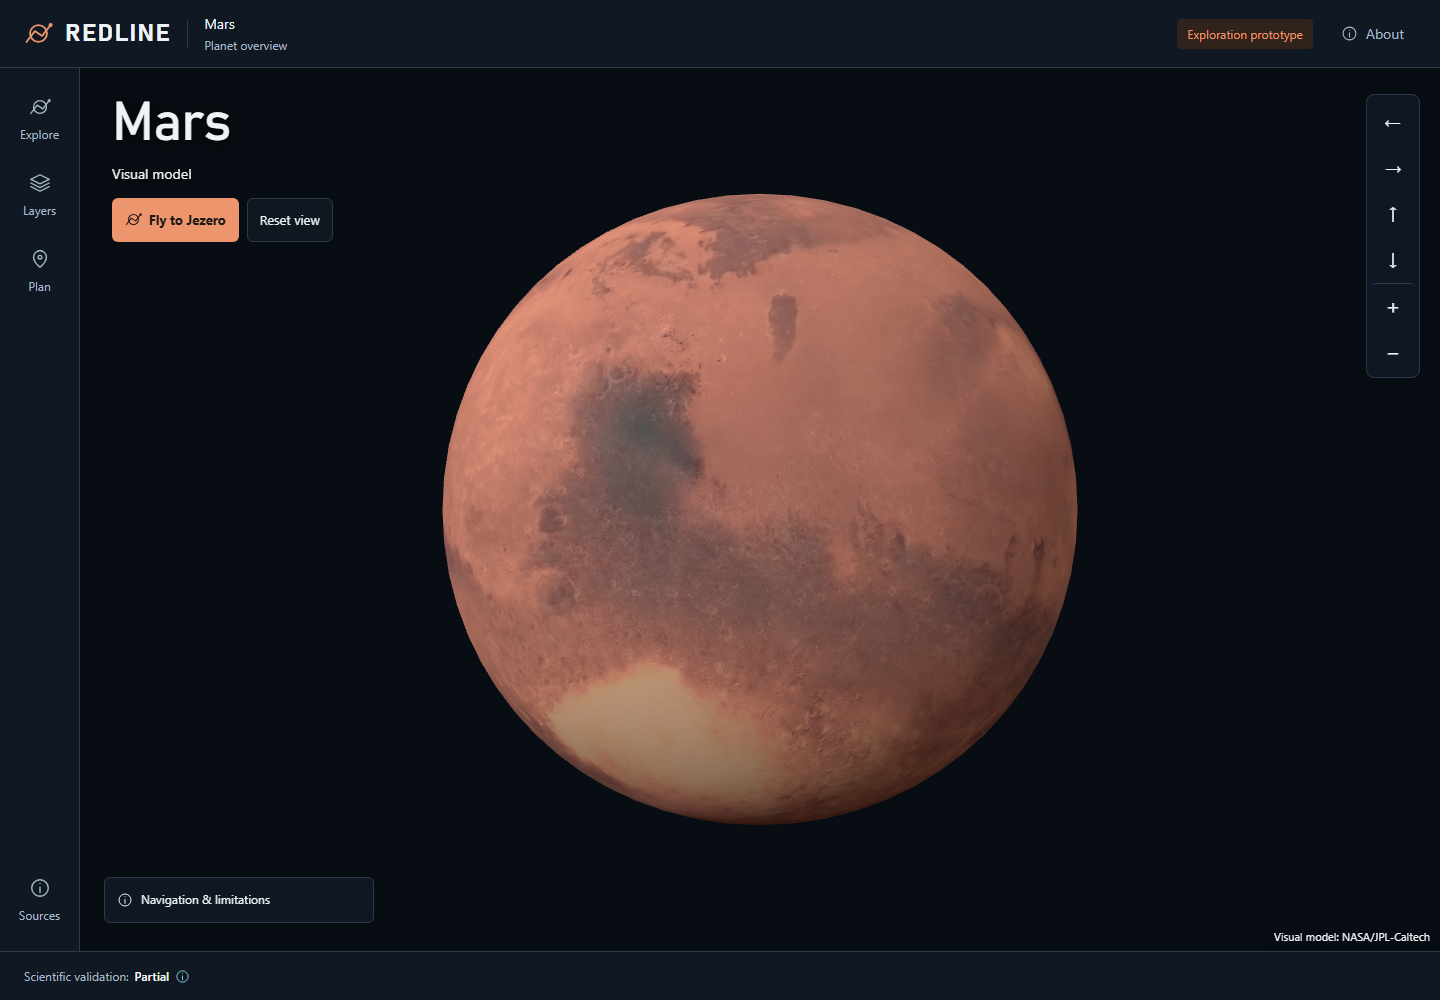 REDLINE
Mars
Planet overview
Exploration prototype
About
Explore
Layers
Plan
Sources
Mars
Visual model
Fly to Jezero
Reset view
←
→
↑
↓
+
−
Navigation & limitations
Visual model: NASA/JPL-Caltech
Scientific validation: Partial